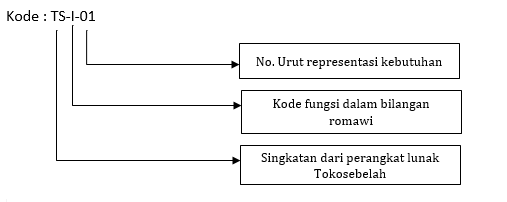 Kode : TS-I-01
No. Urut representasi kebutuhan
Kode fungsi dalam bilangan
romawi
Singkatan dari perangkat lunak
Tokosebelah